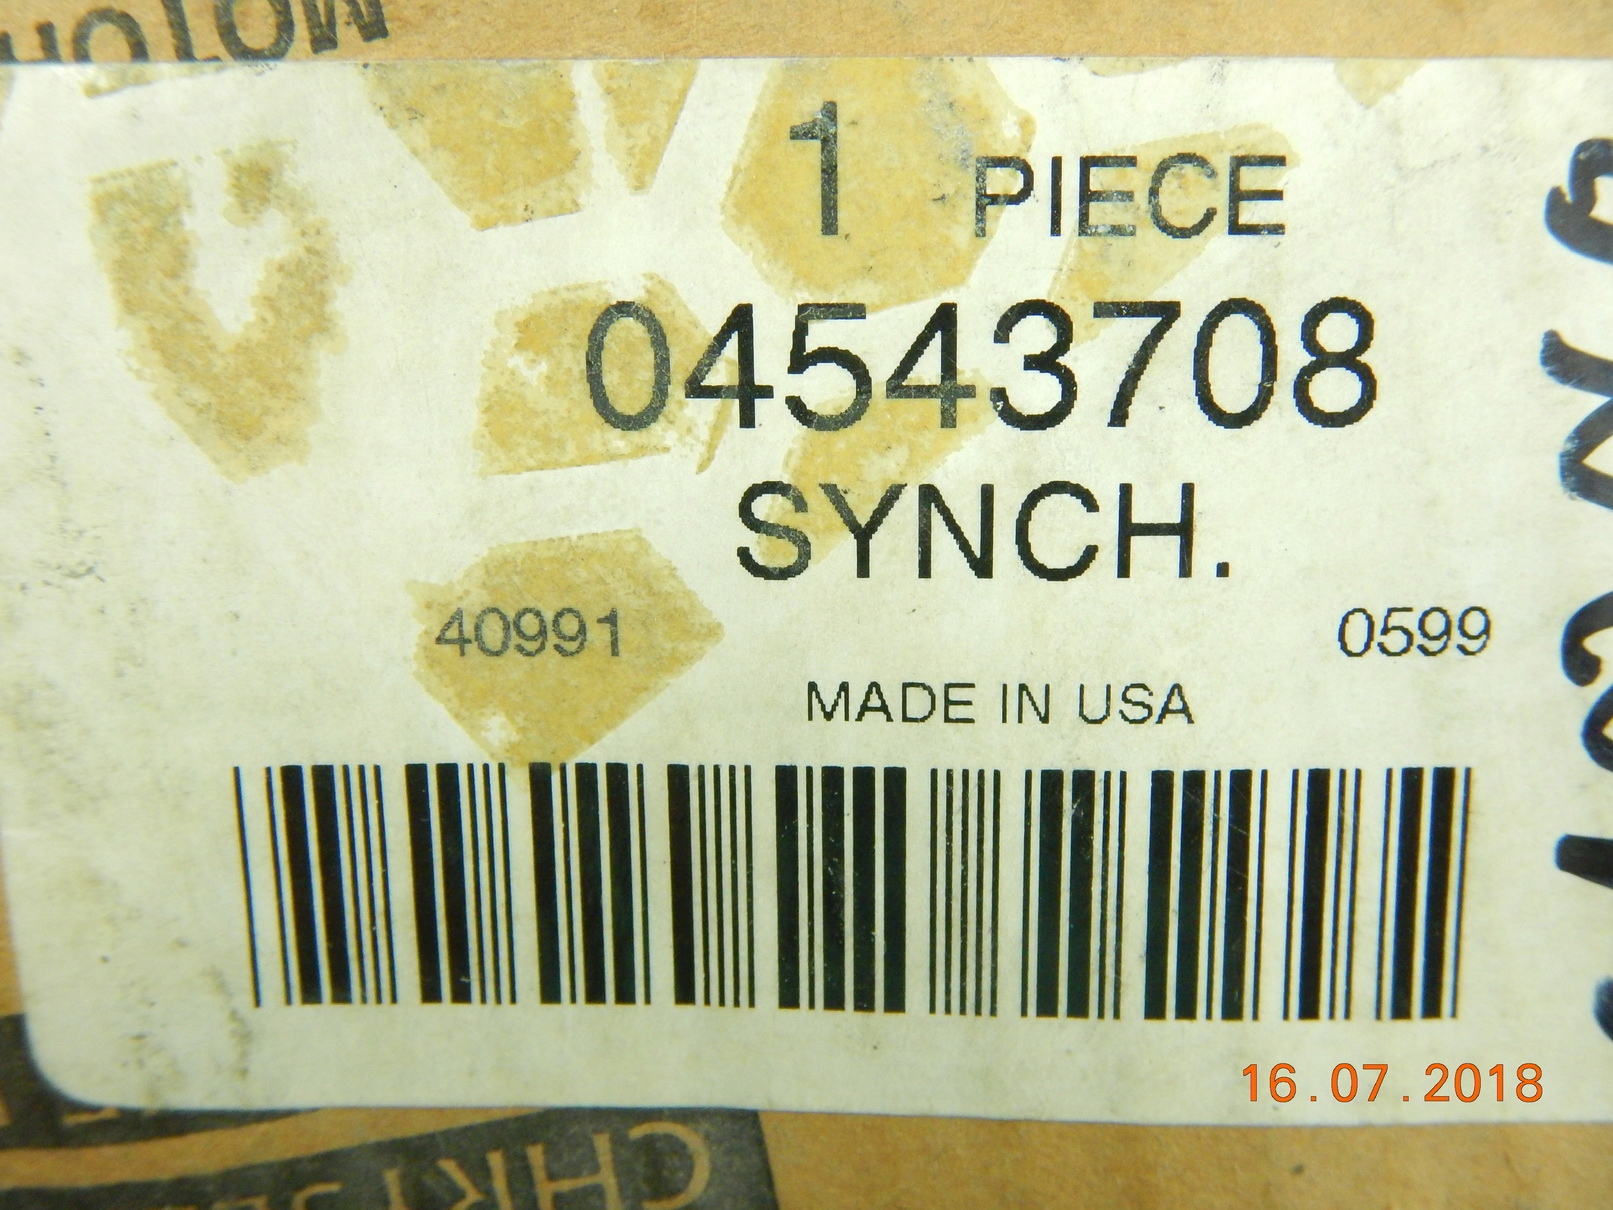 1 PIECE
04543708
SYNCH.
40991 0599
MADE IN USA
16.07.2018